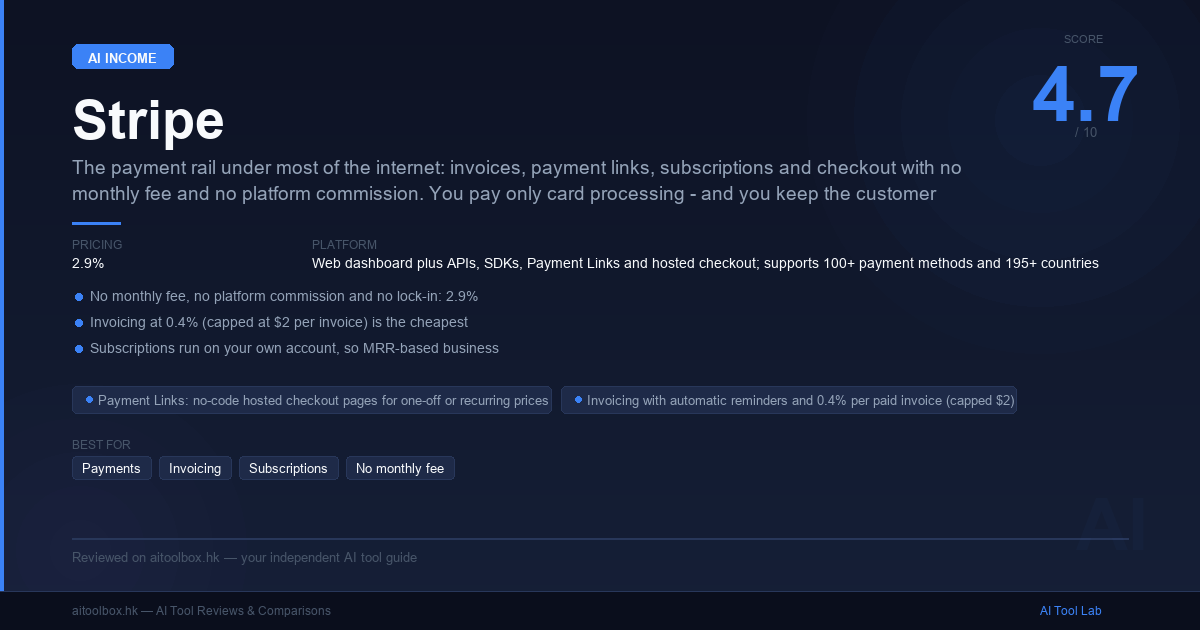 AI INCOME
SCORE
4.7
/ 10
Stripe
The payment rail under most of the internet: invoices, payment links, subscriptions and checkout with no
monthly fee and no platform commission. You pay only card processing - and you keep the customer
PRICING
2.9%
PLATFORM
Web dashboard plus APIs, SDKs, Payment Links and hosted checkout; supports 100+ payment methods and 195+ countries
No monthly fee, no platform commission and no lock-in: 2.9%
Invoicing at 0.4% (capped at $2 per invoice) is the cheapest
Subscriptions run on your own account, so MRR-based business
Payment Links: no-code hosted checkout pages for one-off or recurring prices
Invoicing with automatic reminders and 0.4% per paid invoice (capped $2)
BEST FOR
Payments
Invoicing
Subscriptions
No monthly fee
AI
Reviewed on aitoolbox.hk — your independent AI tool guide
aitoolbox.hk — AI Tool Reviews & Comparisons
AI Tool Lab